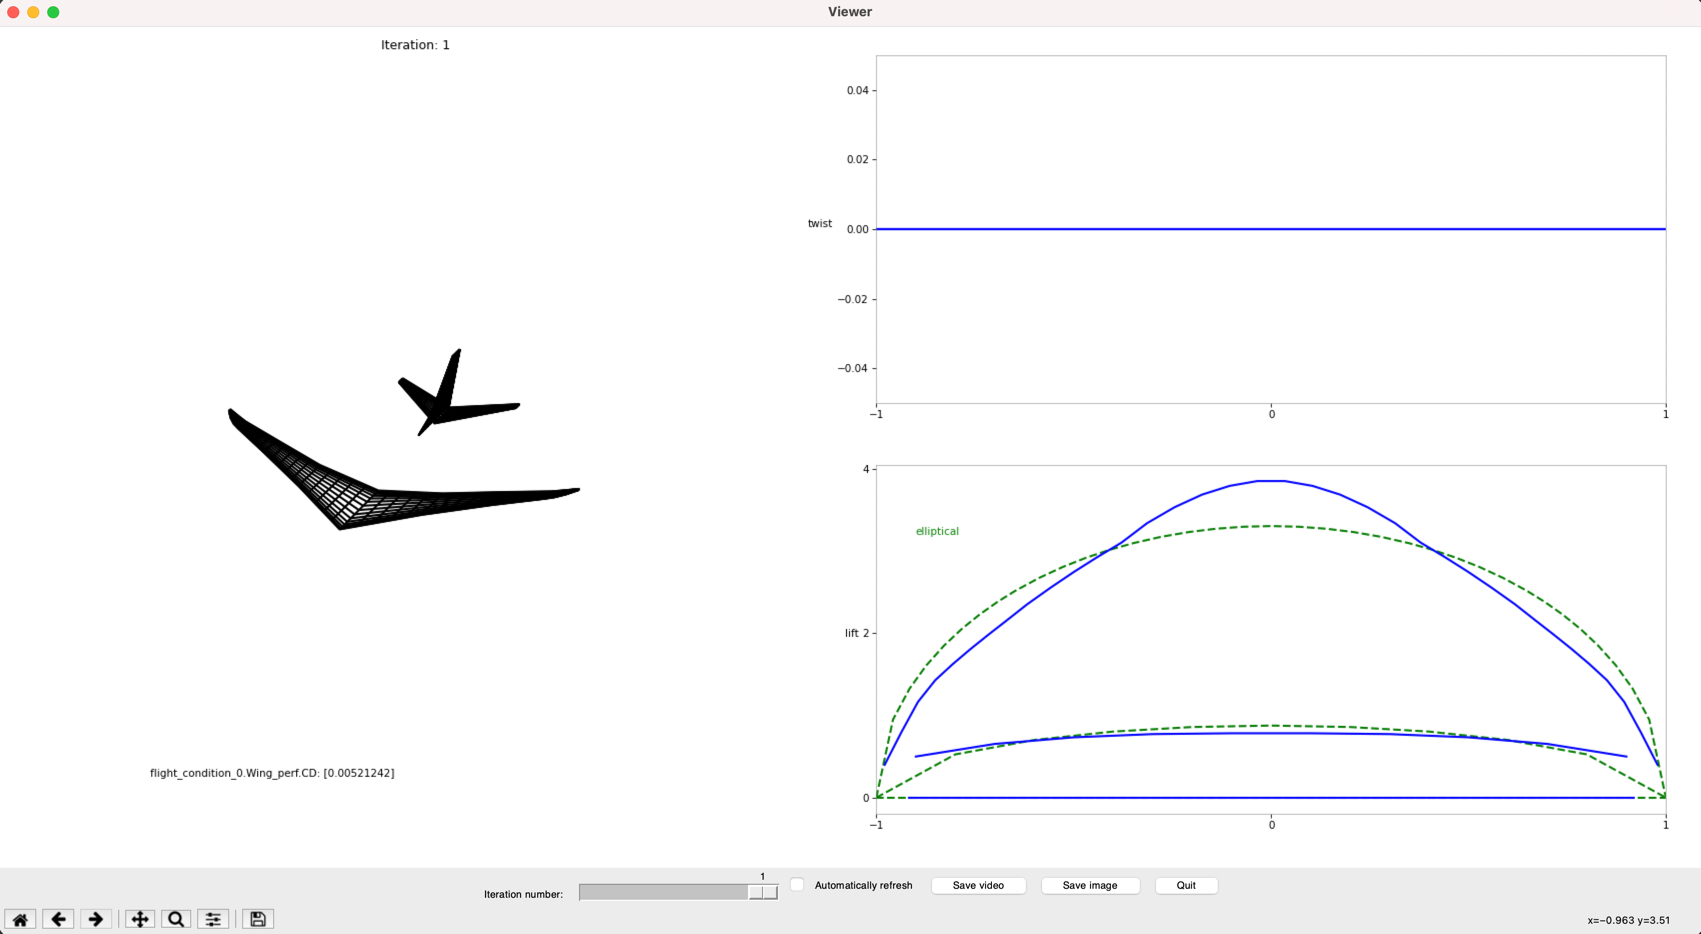 Viewer
Iteration: 1
0.04
0.02
twist
0.00
−0.02
−0.04
−1
0
1
4
elliptical
lift
2
0
−1
0
1
flight_condition_0.Wing_perf.CD: [0.00521242]
Iteration number:
1
Automatically refresh
Save video
Save image
Quit
x=−0.963 y=3.51